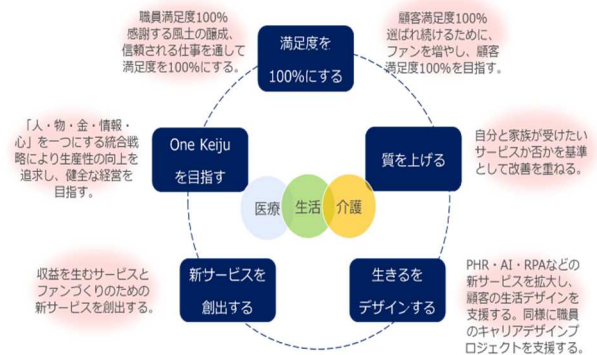 職員満足度100%
感謝する風土の醸成、
信頼される仕事を通して
満足度を100%にする。
満足度を
100%にする
顧客満足度100%
選ばれ続けるために、
ファンを増やし、顧客
満足度100%を目指す。
「人・物・金・情報・
心」を一つにする統合戦
略により生産性の向上を
追求し、健全な経営を
目指す。
One Keiju
を目指す
質を上げる
自分と家族が受けたい
サービスか否かを基準
として改善を重ねる。
医療
生活
介護
収益を生むサービスと
ファンづくりのための
新サービスを創出する。
新サービスを
創出する
生きるを
デザインする
PHR・AI・RPAなどの
新サービスを拡大し、
顧客の生活デザインを
支援する。同様に職員
のキャリアデザインプ
ロジェクトを支援する。